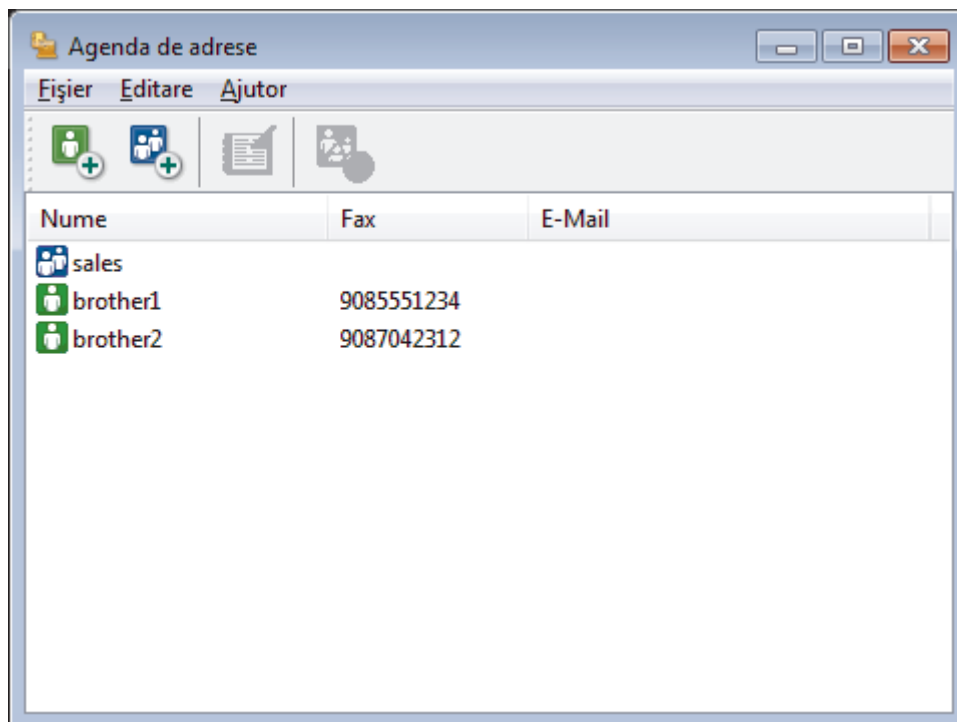 Agenda de adrese
Fişier Editare Ajutor
Nume Fax E-Mail
sales
brother1 9085551234
brother2 9087042312